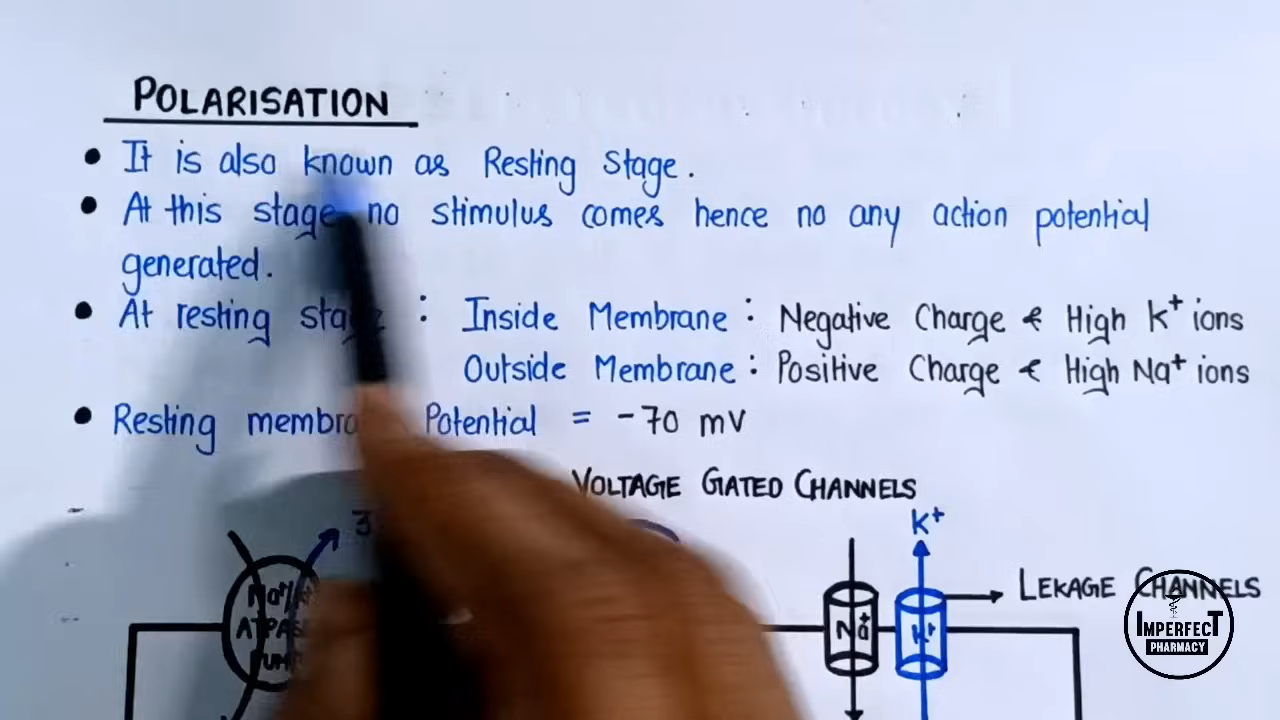 POLARISATION
• It is also known as Resting Stage.
• At this stage no stimulus comes hence no any action potential
generated.
• At resting : Inside Membrane : Negative Charge & High K+ ions
Outside Membrane : Positive Charge & High Na+ ions
• Resting Potential = -70 mV
VOLTAGE GATED CHANNELS
K+
3
LEKAGE CHANNELS
Na+
K+
IMPERFECT
PHARMACY